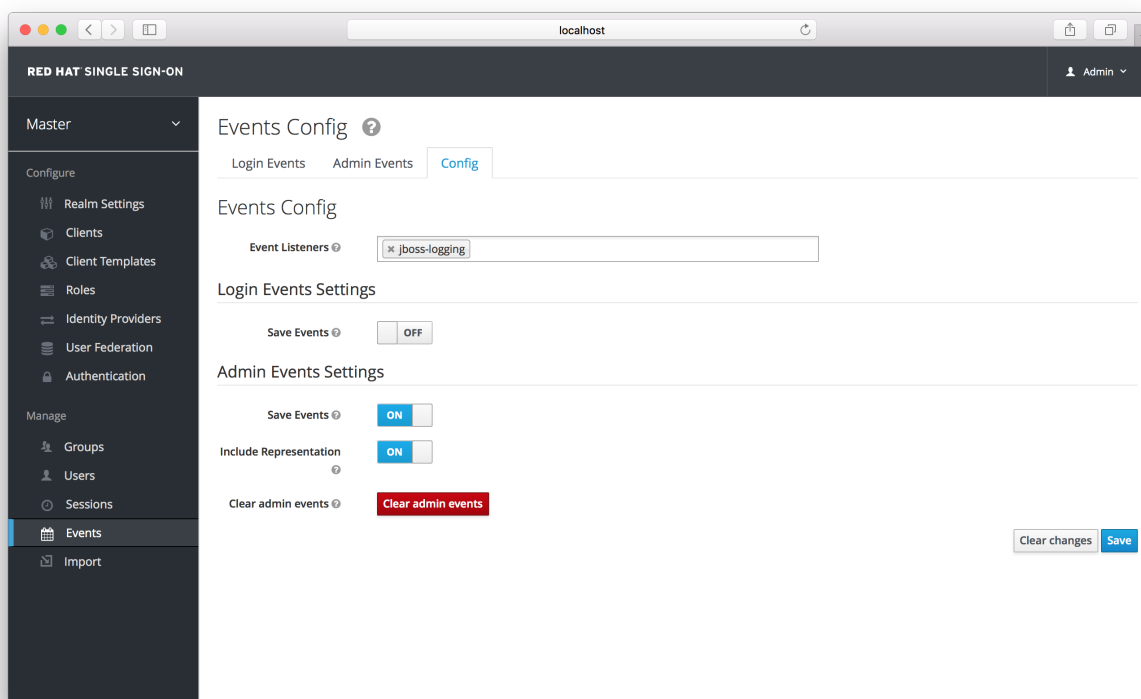 localhost
RED HAT SINGLE SIGN-ON
Admin
Master
Configure
Realm Settings
Clients
Client Templates
Roles
Identity Providers
User Federation
Authentication
Manage
Groups
Users
Sessions
Events
Import
Events Config
Login Events Admin Events Config
Events Config
Event Listeners jboss-logging
Login Events Settings
Save Events OFF
Admin Events Settings
Save Events ON
Include Representation ON
Clear admin events Clear admin events
Clear changes Save